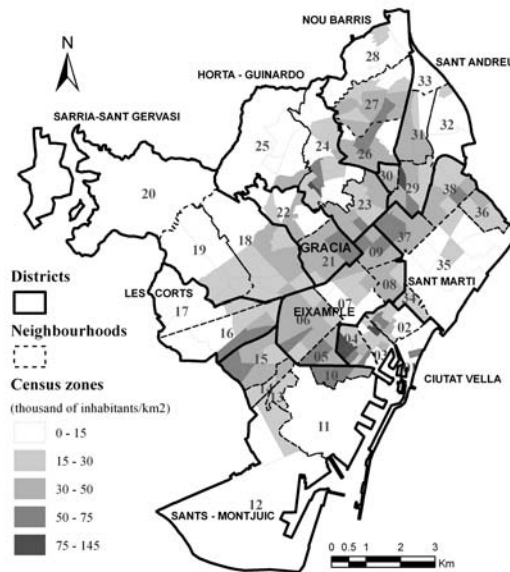 NOU BARRIS
N
28
SANT ANDREU
HORTA - GUINARDO
33
27
32
SARRIA-SANT GERVASI
31
25
24
26
30
29
38
20
36
22
23
18
37
19
GRACIA
09
21
35
Districts
SANT MARTI
LES CORTS
08
17
07
34
EIXAMPLE
Neighbourhoods
16
06
02
04
Census zones
15
05
03
01
(thousand of inhabitants/km2)
10
CIUTAT VELLA
13
0 - 15
11
15 - 30
30 - 50
12
50 - 75
SANTS - MONTJUIC
75 - 145
0 0.5 1 2 3
Km